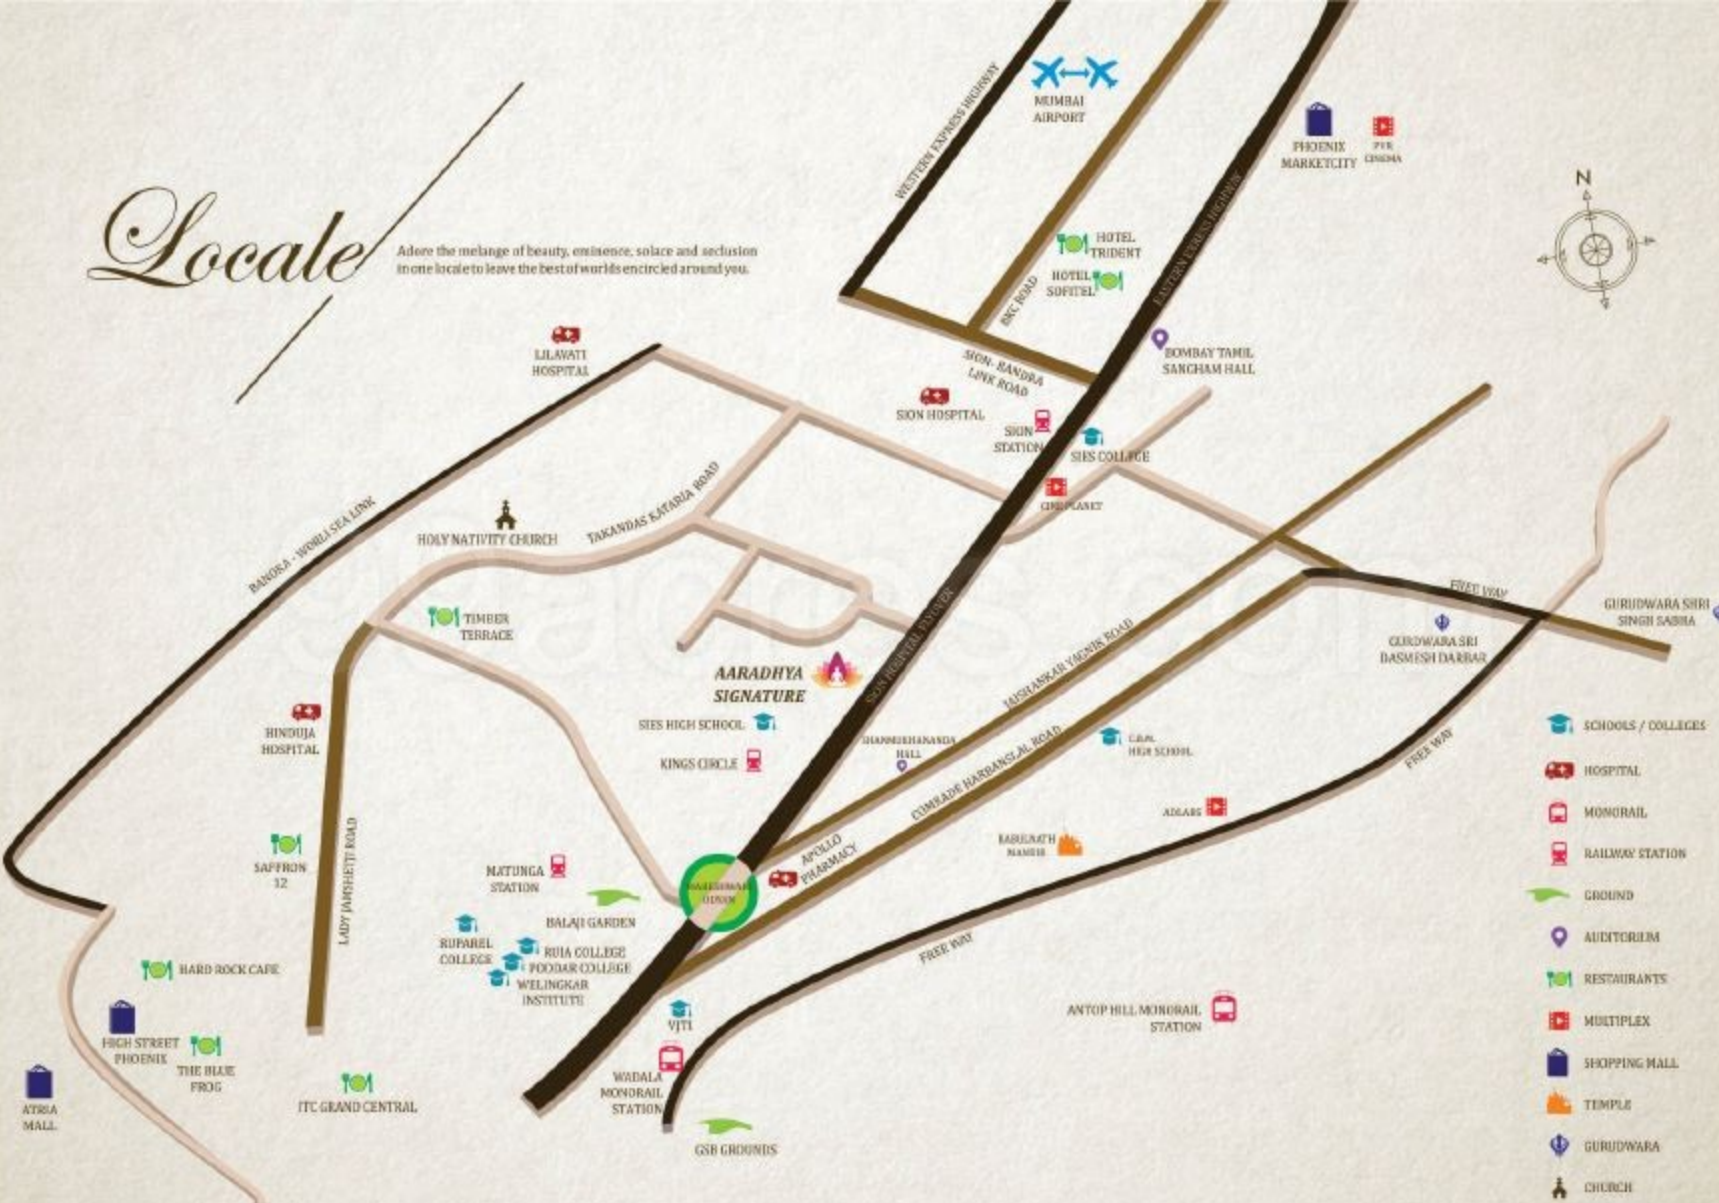 WESTERN EXPRESS HIGHWAY
MUMBAI
AIRPORT
PHOENIX
MARKETCITY
PVR
CINEMA
N
Locale
Adore the melange of beauty, eminence, solace and seclusion
in one locale to leave the best of worlds encircled around you.
HOTEL
TRIDENT
HOTEL
SOFITEL
BKC ROAD
LILAVATI
HOSPITAL
SION- BANDRA
LINK ROAD
BOMBAY TAMIL
SANGHAM HALL
SION HOSPITAL
SION
STATION
SIES COLLEGE
CINE PLANET
BANDRA - WORLI SEA LINK
HOLY NATIVITY CHURCH
TAKANDAS KATARIA ROAD
TIMBER
TERRACE
SION HOSPITAL FLYOVER
FREE WAY
GURUDWARA SHRI
SINGH SABHA
GURDWARA SRI
DASMESH DARBAR
AARADHYA
SIGNATURE
SIES HIGH SCHOOL
KINGS CIRCLE
SHANMUKHANANDA
HALL
JAISHANKAR YAGNIK ROAD
COMRADE HARBANSLAL ROAD
HIGH SCHOOL
FREE WAY
HINDUJA
HOSPITAL
SAFFRON
12
LADY JAMSHETJI ROAD
ADLABS
BABULNATH
MANDIR
APOLLO
PHARMACY
MATUNGA
STATION
BALAJI GARDEN
RUPAREL
COLLEGE
RUIA COLLEGE
PODDAR COLLEGE
WELINGKAR
INSTITUTE
FREE WAY
HARD ROCK CAFE
HIGH STREET
PHOENIX
THE BLUE
FROG
ITC GRAND CENTRAL
ATRIA
MALL
VJTI
WADALA
MONORAIL
STATION
GSB GROUNDS
ANTOP HILL MONORAIL
STATION
SCHOOLS / COLLEGES
HOSPITAL
MONORAIL
RAILWAY STATION
GROUND
AUDITORIUM
RESTAURANTS
MULTIPLEX
SHOPPING MALL
TEMPLE
GURUDWARA
CHURCH